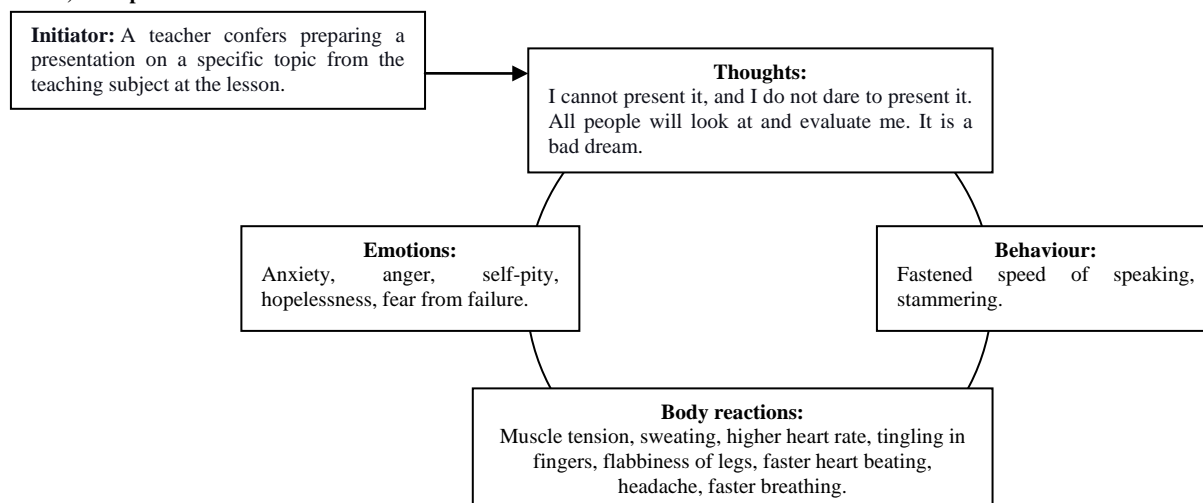 Initiator: A teacher confers preparing a
presentation on a specific topic from the
teaching subject at the lesson.
Thoughts:
I cannot present it, and I do not dare to present it.
All people will look at and evaluate me. It is a
bad dream.
Emotions:
Anxiety, anger, self-pity,
hopelessness, fear from failure.
Behaviour:
Fastened speed of speaking,
stammering.
Body reactions:
Muscle tension, sweating, higher heart rate, tingling in
fingers, flabbiness of legs, faster heart beating,
headache, faster breathing.